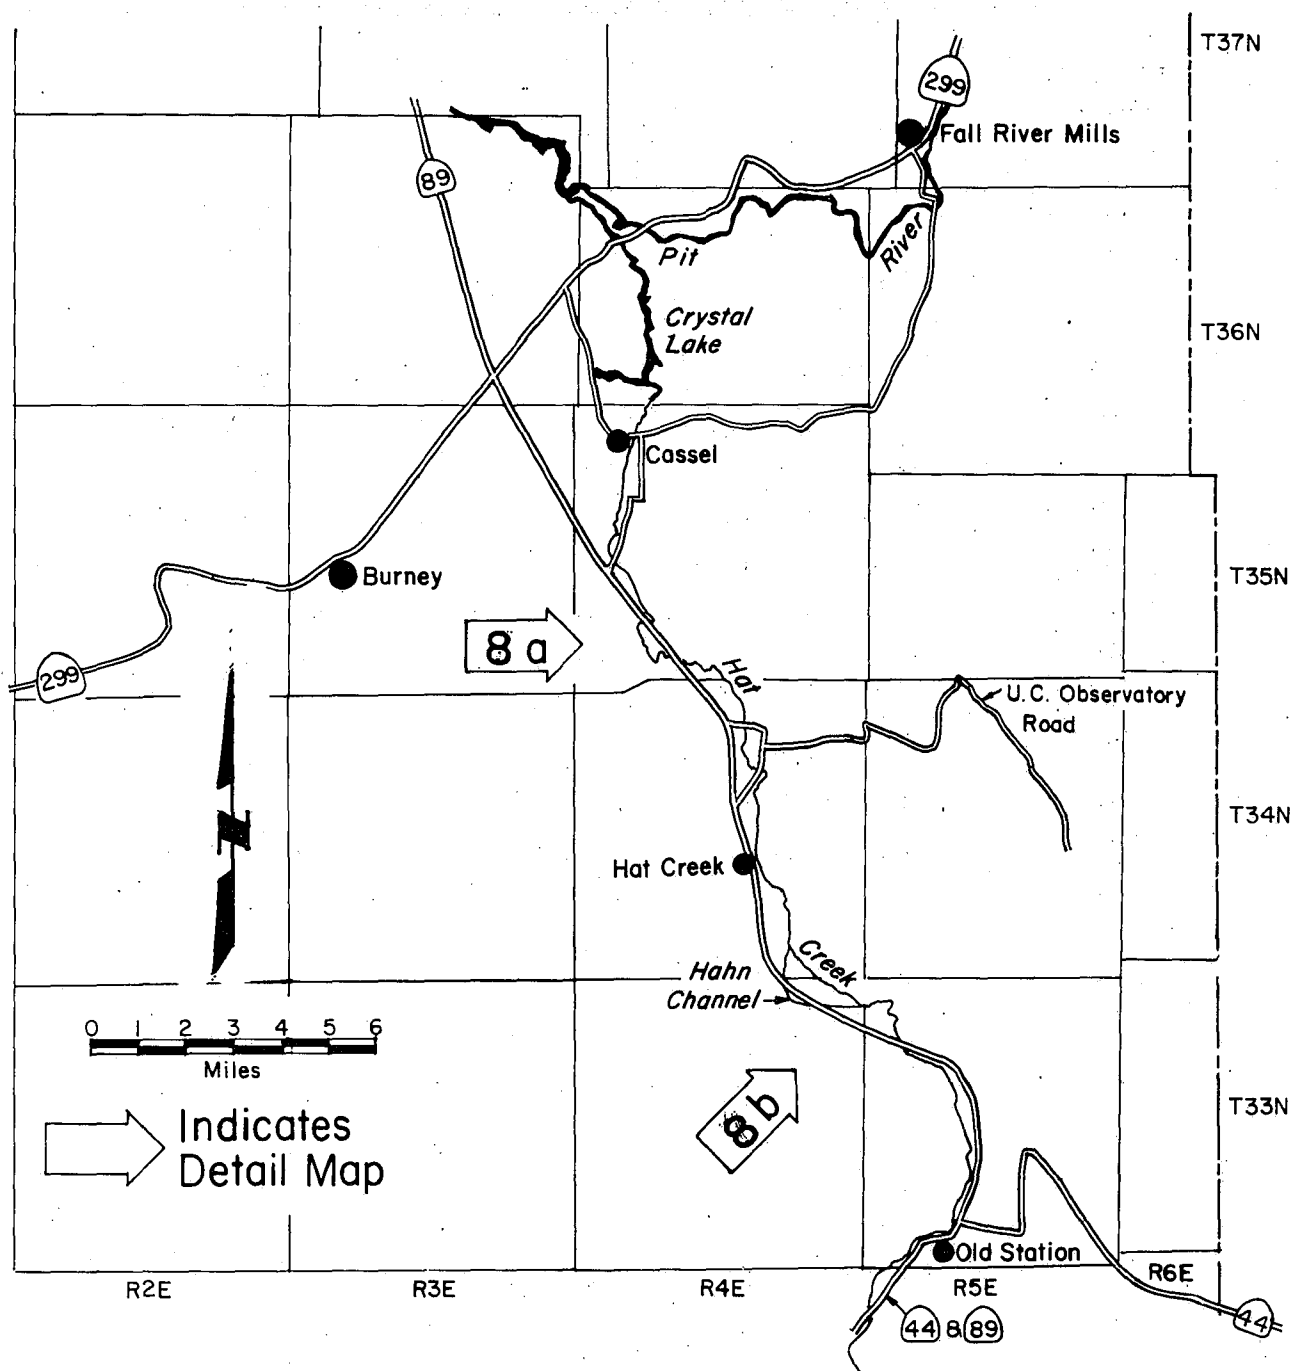 T37N
299
Fall River Mills
89
Pit
River
Crystal
Lake
T36N
Cassel
Burney
T35N
8 a
Hat
299
U.C. Observatory
Road
T34N
N
Hat Creek
Creek
Hahn
Channel
0 1 2 3 4 5 6
Miles
8 b
T33N
Indicates
Detail Map
Old Station
R2E R3E R4E R5E R6E
44 & 89
44